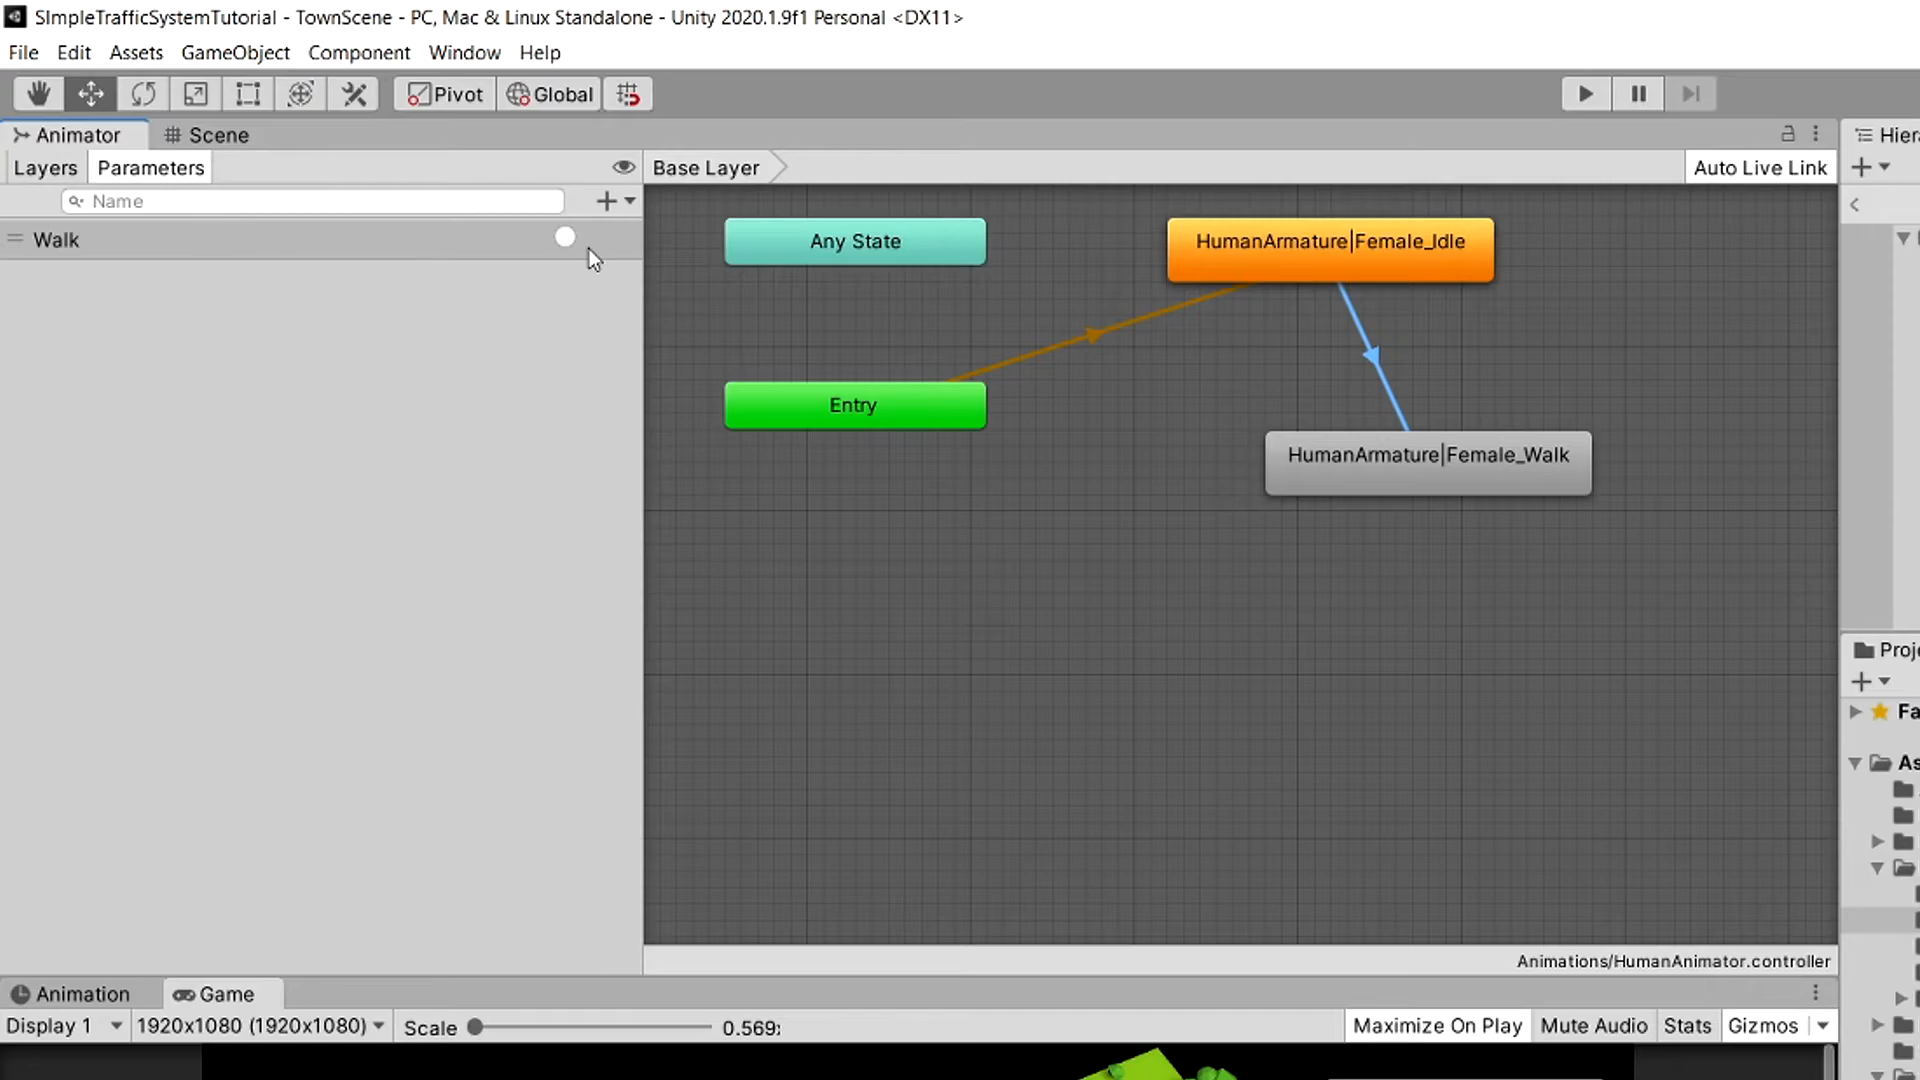 SImpleTrafficSystemTutorial - TownScene - PC, Mac & Linux Standalone - Unity 2020.1.9f1 Personal <DX11>
File Edit Assets GameObject Component Window Help
Pivot Global
Animator Scene
Hiera
Layers Parameters
Base Layer
Auto Live Link
Name
Walk
Any State
HumanArmature|Female_Idle
Entry
HumanArmature|Female_Walk
Proje
Fa
As
Animations/HumanAnimator.controller
Animation Game
Display 1 1920x1080 (1920x1080) Scale 0.569x
Maximize On Play Mute Audio Stats Gizmos